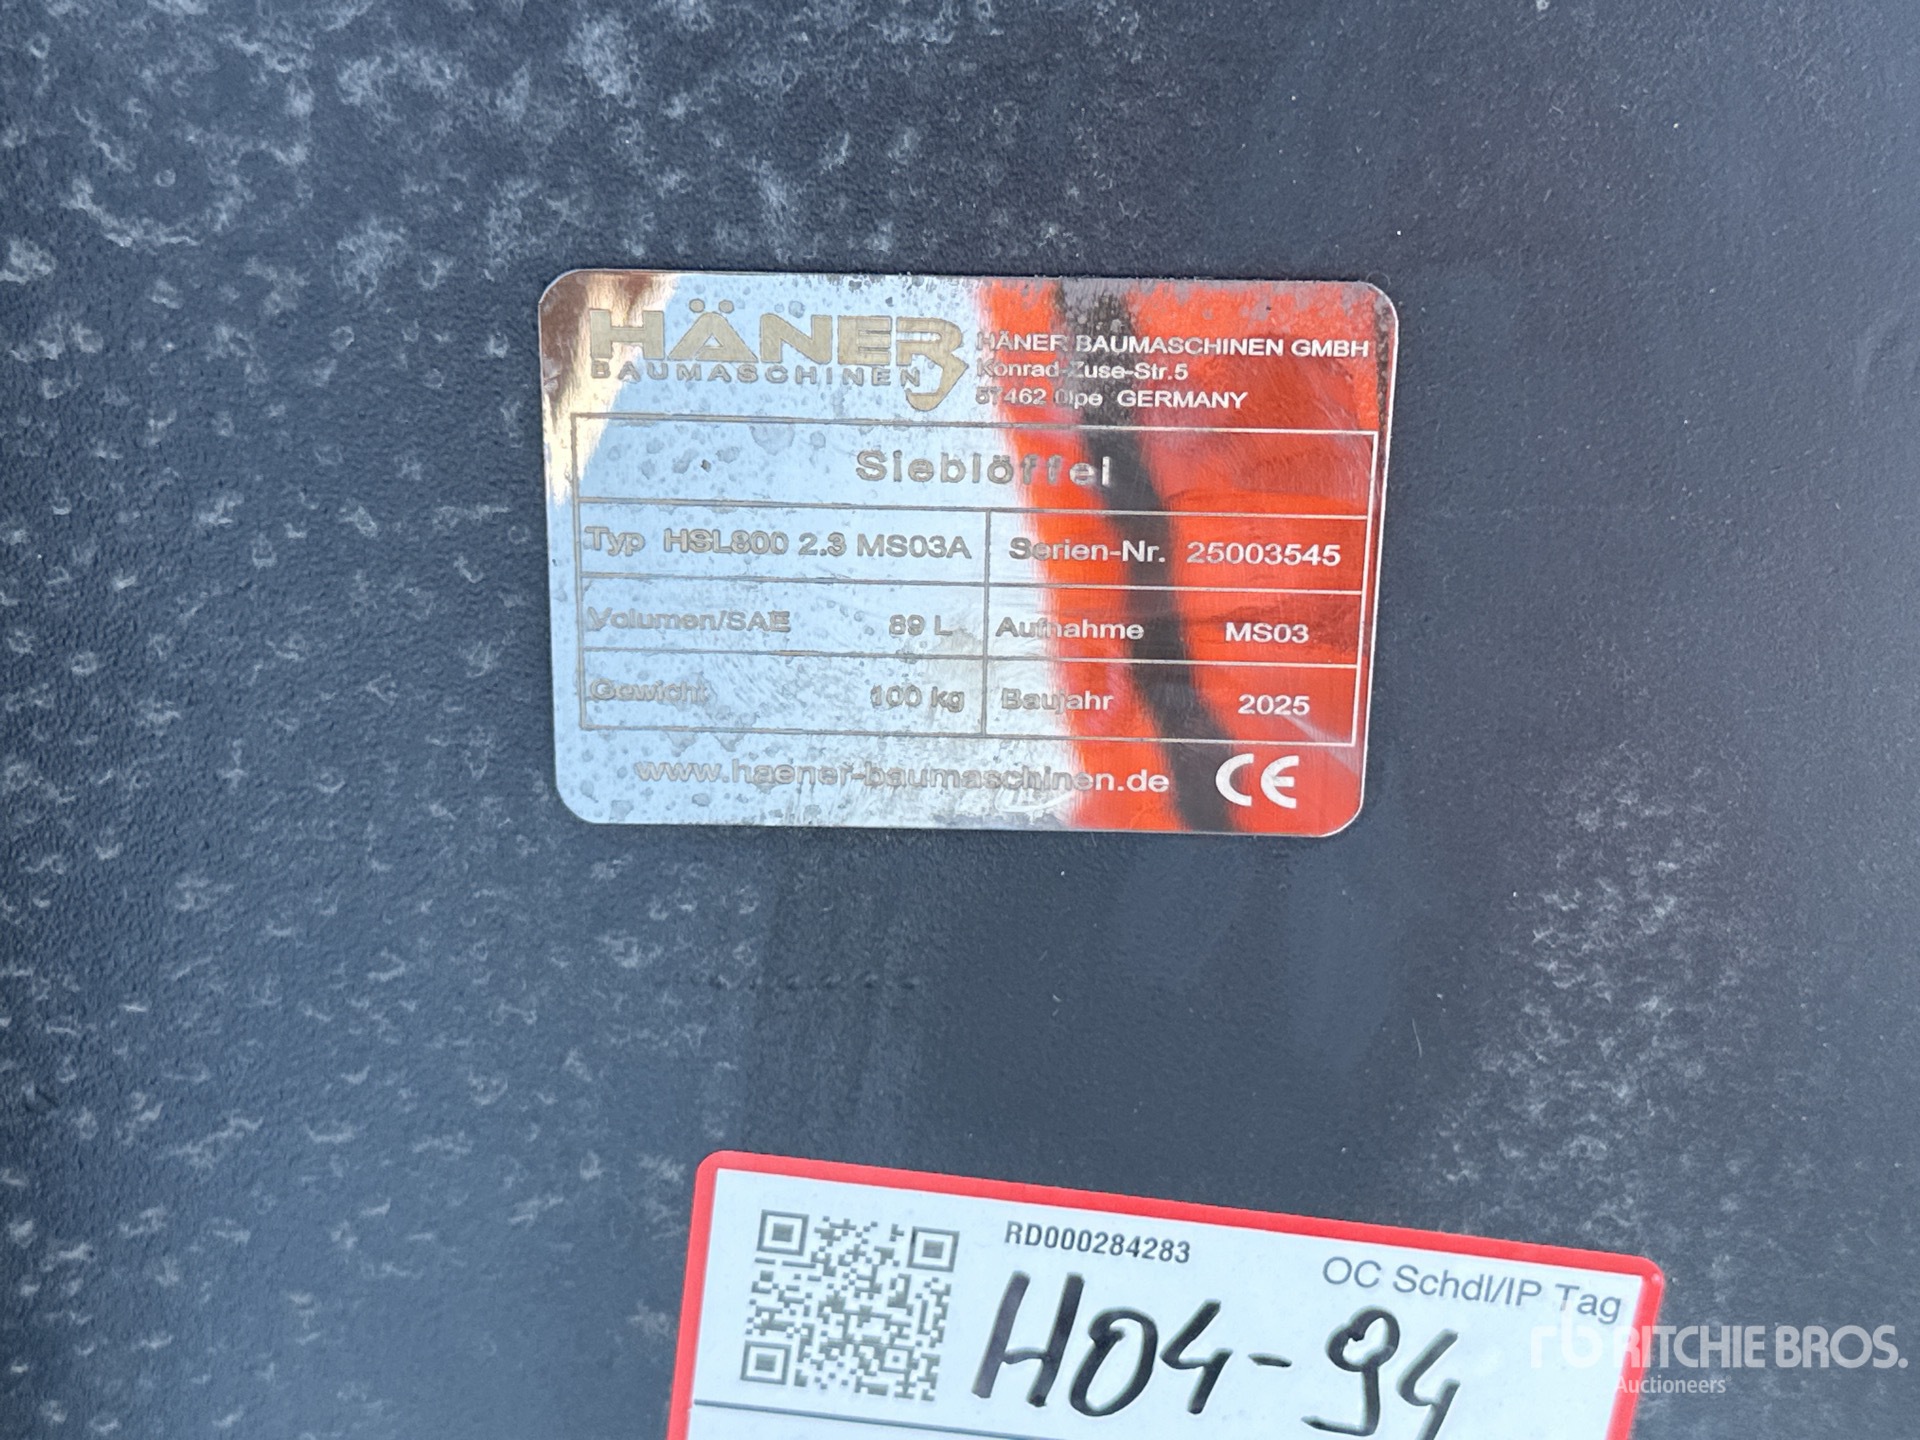 HÄNER
BAUMASCHINEN
HÄNER BAUMASCHINEN GMBH
Konrad-Zuse-Str.5
57462 Olpe GERMANY
Sieblöffel
Typ HSL800 2.3 MS03A
Serien-Nr. 25003545
Volumen/SAE 89 L
Aufnahme MS03
Gewicht 100 kg
Baujahr 2025
www.haener-baumaschinen.de CE
RD000284283
OC Schdl/IP Tag
H04-94
rb RITCHIE BROS.
Auctioneers